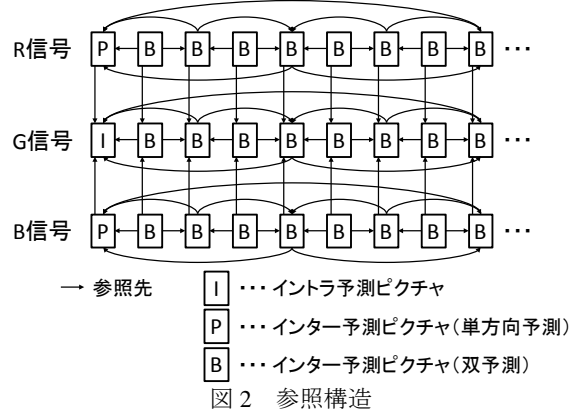 R信号 P B B B B B B B B ･･･
G信号 I B B B B B B B B ･･･
B信号 P B B B B B B B B ･･･
→ 参照先
I ･･･ イントラ予測ピクチャ
P ･･･ インター予測ピクチャ(単方向予測)
B ･･･ インター予測ピクチャ(双予測)
図 2　参照構造